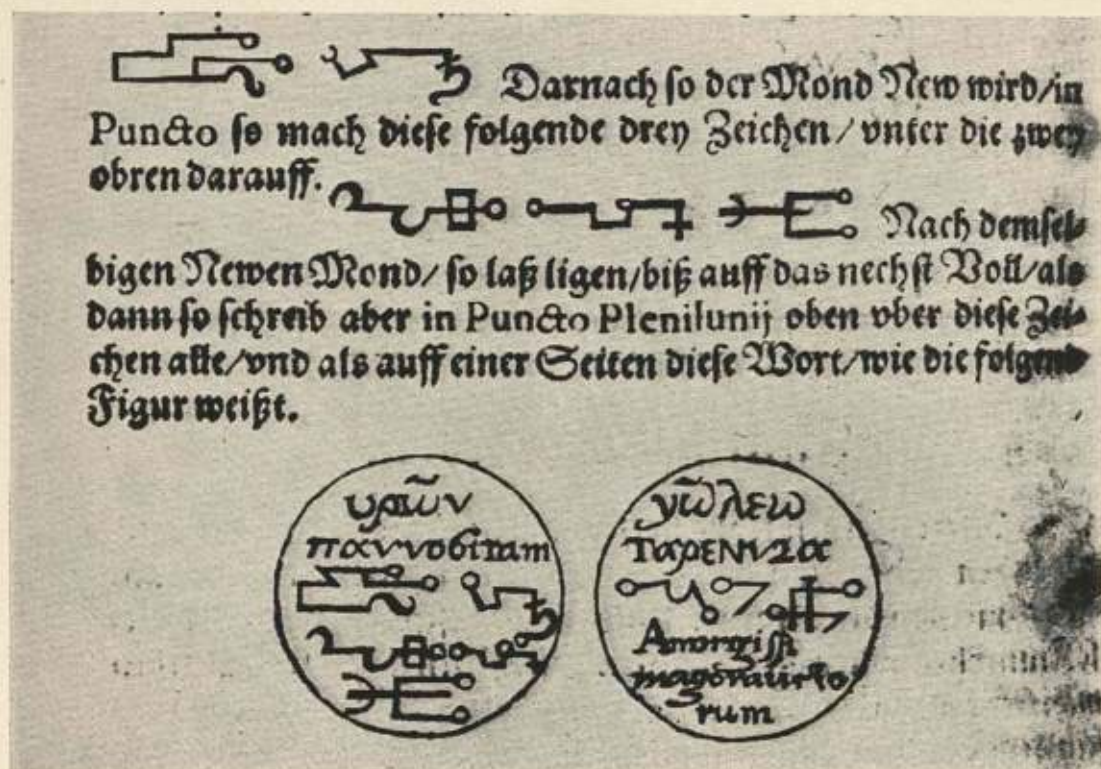 Darnach so der Mond New wird/in
Puncto so mach diese folgende drey Zeichen/vnter die zwey
obren darauff.
Nach demsel-
bigen Newen Mond/ so laß ligen/biß auff das nechst Voll/als
dann so schreib aber in Puncto Plenilunij oben vber diese Zei-
chen alle/vnd als auff einer Seiten diese Wort/wie die folgend
Figur weißt.
rum